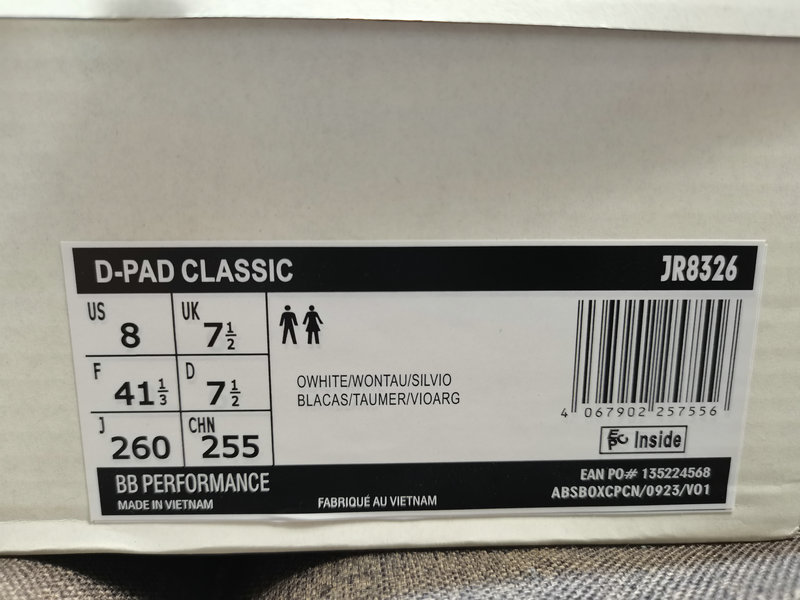 D-PAD CLASSIC JR8326
US 8 UK 7½
F 41⅓ D 7½
J 260 CHN 255
OWHITE/WONTAU/SILVIO
BLACAS/TAUMER/VIOARG
4 067902 257556
EPC Inside
BB PERFORMANCE
MADE IN VIETNAM
FABRIQUÉ AU VIETNAM
EAN PO# 135224568
ABSBOXCPCN/0923/V01